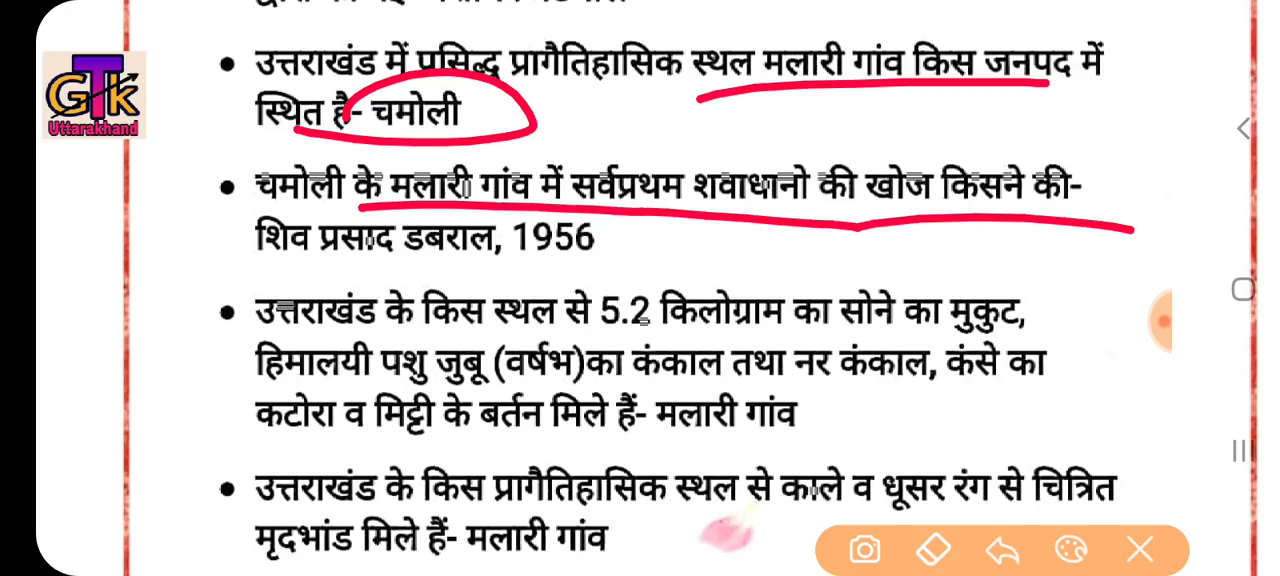 उत्तराखंड में प्रसिद्ध प्रागैतिहासिक स्थल मलारी गांव किस जनपद में
स्थित है- चमोली
GTK
Uttarakhand
चमोली के मलारी गांव में सर्वप्रथम शवाधानो की खोज किसने की-
शिव प्रसाद डबराल, 1956
उत्तराखंड के किस स्थल से 5.2 किलोग्राम का सोने का मुकुट,
हिमालयी पशु जुबू (वर्षभ)का कंकाल तथा नर कंकाल, कंसे का
कटोरा व मिट्टी के बर्तन मिले हैं- मलारी गांव
उत्तराखंड के किस प्रागैतिहासिक स्थल से काले व धूसर रंग से चित्रित
मृदभांड मिले हैं- मलारी गांव